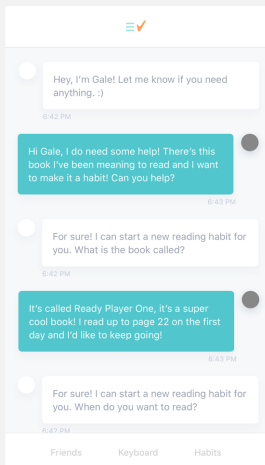 Hey, I'm Gale! Let me know if you need
anything. :)
6:42 PM
Hi Gale, I do need some help! There's this
book I've been meaning to read and I want
to make it a habit! Can you help?
6:43 PM
For sure! I can start a new reading habit for
you. What is the book called?
6:42 PM
It's called Ready Player One, it's a super
cool book! I read up to page 22 on the first
day and I'd like to keep going!
6:43 PM
For sure! I can start a new reading habit for
you. When do you want to read?
6:42 PM
Friends Keyboard Habits